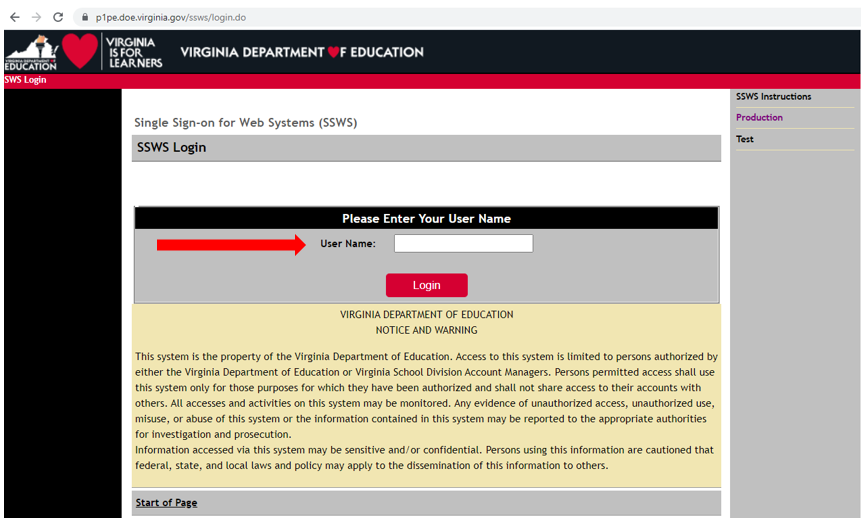 p1pe.doe.virginia.gov/ssws/login.do
EDUCATION
VIRGINIA
IS FOR
LEARNERS
VIRGINIA DEPARTMENT OF EDUCATION
SWS Login
SSWS Instructions
Production
Test
Single Sign-on for Web Systems (SSWS)
SSWS Login
Please Enter Your User Name
User Name:
Login
VIRGINIA DEPARTMENT OF EDUCATION
NOTICE AND WARNING
This system is the property of the Virginia Department of Education. Access to this system is limited to persons authorized by
either the Virginia Department of Education or Virginia School Division Account Managers. Persons permitted access shall use
this system only for those purposes for which they have been authorized and shall not share access to their accounts with
others. All accesses and activities on this system may be monitored. Any evidence of unauthorized access, unauthorized use,
misuse, or abuse of this system or the information contained in this system may be reported to the appropriate authorities
for investigation and prosecution.
Information accessed via this system may be sensitive and/or confidential. Persons using this information are cautioned that
federal, state, and local laws and policy may apply to the dissemination of this information to others.
Start of Page